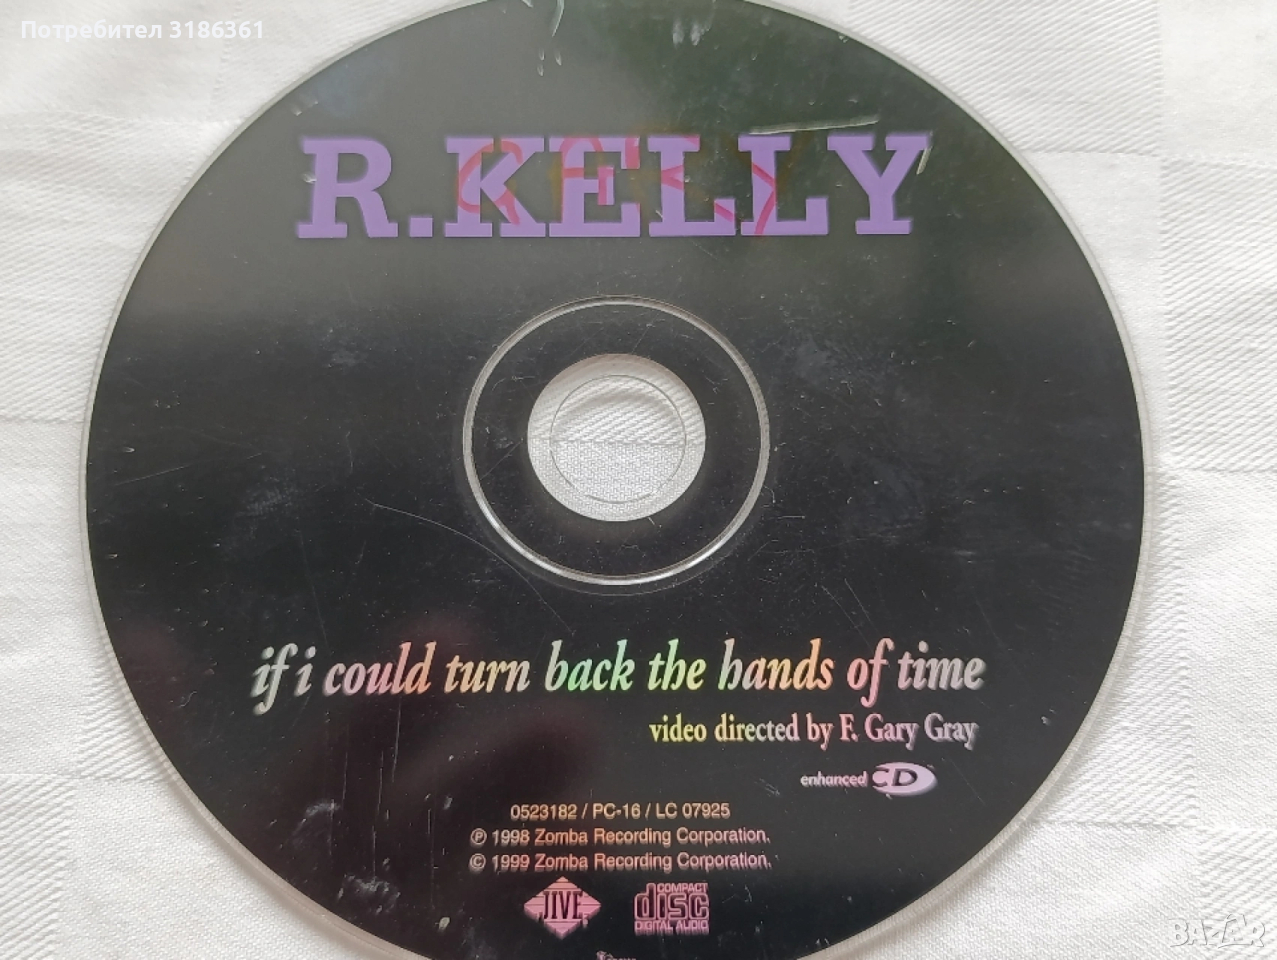 Потребител 3186361
R.KELLY
if i could turn back the hands of time
video directed by F. Gary Gray
enhanced CD
0523182 / PC-16 / LC 07925
℗ 1998 Zomba Recording Corporation.
© 1999 Zomba Recording Corporation.
JIVE
COMPACT
disc
DIGITAL AUDIO
BAZAR